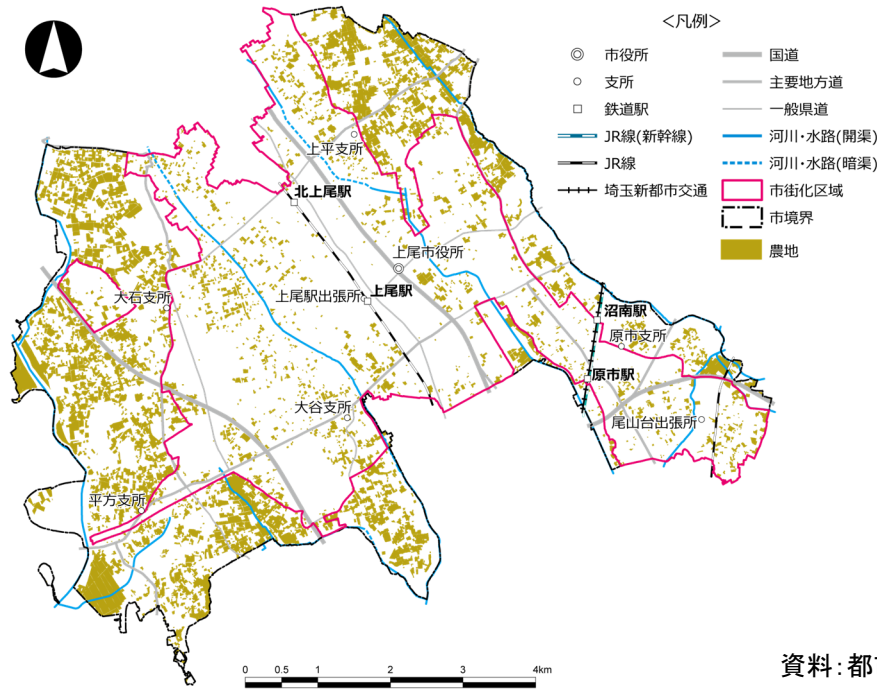 <凡例>
市役所
支所
鉄道駅
JR線(新幹線)
JR線
埼玉新都市交通
国道
主要地方道
一般県道
河川・水路(開渠)
河川・水路(暗渠)
市街化区域
市境界
農地
上平支所
北上尾駅
上尾市役所
大石支所
上尾駅出張所
上尾駅
沼南駅
原市支所
原市駅
大谷支所
尾山台出張所
平方支所
0 0.5 1 2 3 4km
資料:都